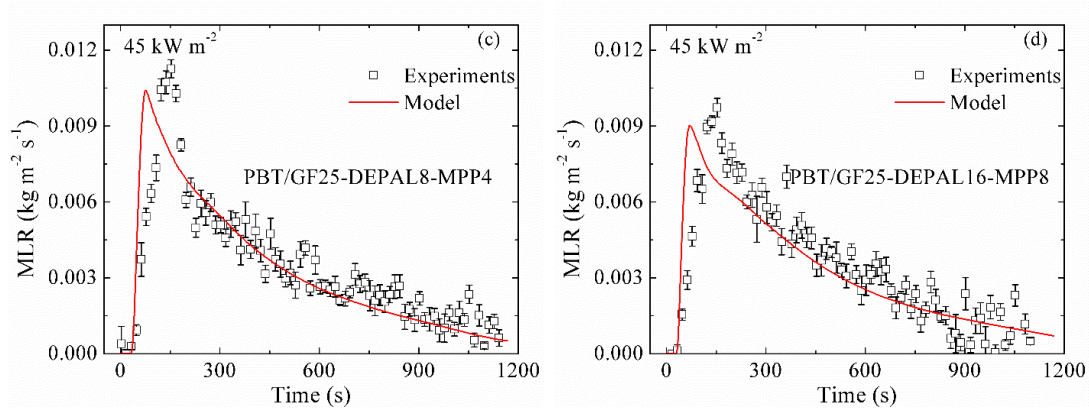 45 kW m⁻²
(c)
Experiments
Model
PBT/GF25-DEPAL8-MPP4
MLR (kg m⁻² s⁻¹)
0.012
0.009
0.006
0.003
0.000
0 300 600 900 1200
Time (s)
45 kW m⁻²
(d)
Experiments
Model
PBT/GF25-DEPAL16-MPP8
MLR (kg m⁻² s⁻¹)
0.012
0.009
0.006
0.003
0.000
0 300 600 900 1200
Time (s)